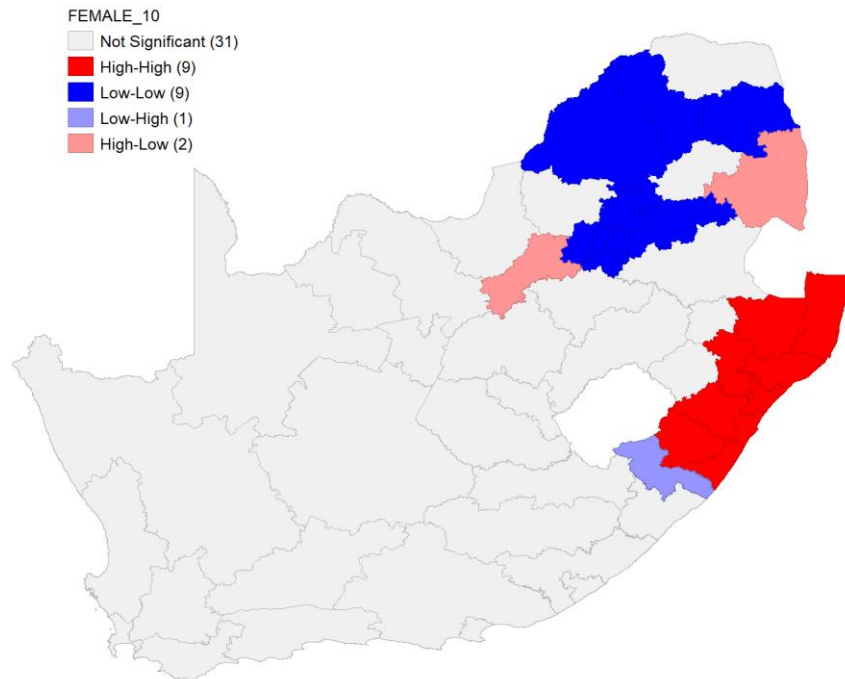 FEMALE_10
Not Significant (31)
High-High (9)
Low-Low (9)
Low-High (1)
High-Low (2)